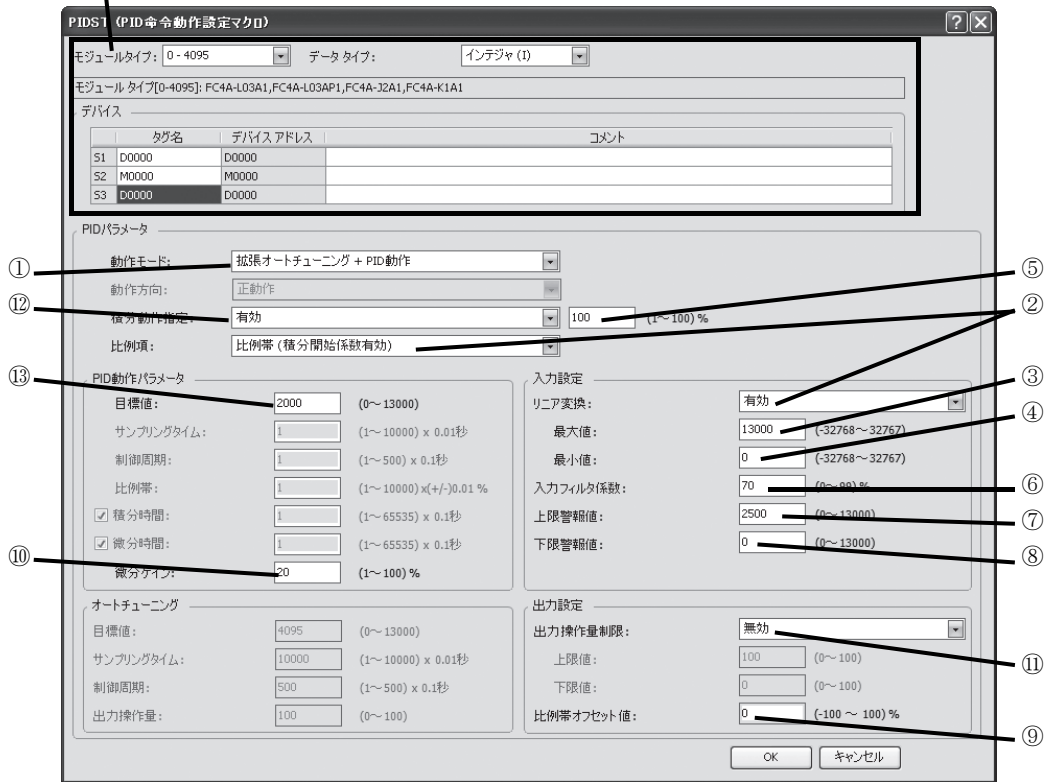 PIDST (PID命令動作設定マクロ)
モジュールタイプ: 0 - 4095 データ タイプ: インテジャ (I)
モジュール タイプ[0-4095]: FC4A-L03A1,FC4A-L03AP1,FC4A-J2A1,FC4A-K1A1
デバイス
タグ名 デバイス アドレス コメント
S1 D0000 D0000
S2 M0000 M0000
S3 D0000 D0000
PIDパラメータ
① 動作モード: 拡張オートチューニング + PID動作
動作方向: 正動作
⑫ 積分動作指定: 有効 100 (1～100) % ⑤
比例項: 比例帯 (積分開始係数有効) ②
⑬ PID動作パラメータ
目標値: 2000 (0～13000)
サンプリングタイム: 1 (1～10000) x 0.01秒
制御周期: 1 (1～500) x 0.1秒
比例帯: 1 (1～10000) x(+/-)0.01 %
積分時間: 1 (1～65535) x 0.1秒
微分時間: 1 (1～65535) x 0.1秒
⑩ 微分ゲイン: 20 (1～100) %
入力設定
リニア変換: 有効 ③
最大値: 13000 (-32768～32767) ④
最小値: 0 (-32768～32767)
入力フィルタ係数: 70 (0～99) % ⑥
上限警報値: 2500 (0～13000) ⑦
下限警報値: 0 (0～13000) ⑧
オートチューニング
目標値: 4095 (0～13000)
サンプリングタイム: 10000 (1～10000) x 0.01秒
制御周期: 500 (1～500) x 0.1秒
出力操作量: 100 (0～100)
出力設定
出力操作量制限: 無効 ⑪
上限値: 100 (0～100)
下限値: 0 (0～100)
比例帯オフセット値: 0 (-100 ～ 100) % ⑨
OK キャンセル